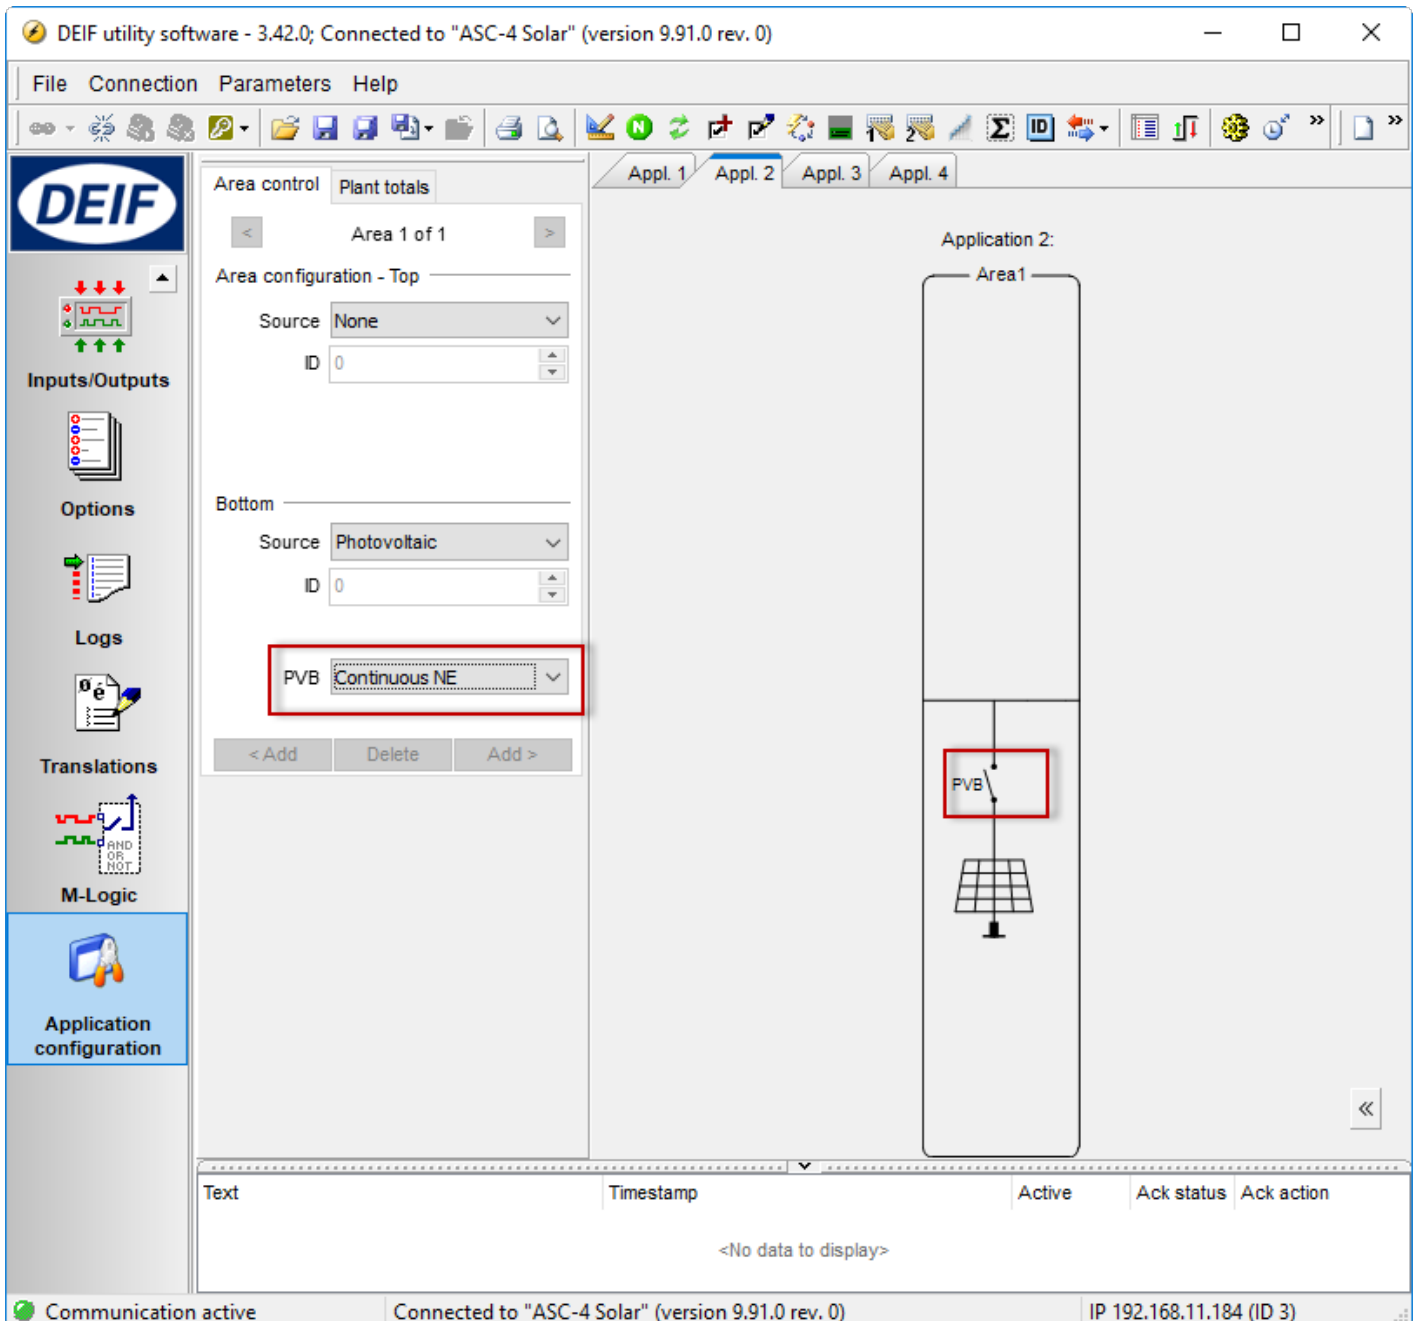 DEIF utility software - 3.42.0; Connected to "ASC-4 Solar" (version 9.91.0 rev. 0)
File Connection Parameters Help
N Σ ID » »
DEIF
Inputs/Outputs
Options
Logs
Translations
AND
OR
NOT
M-Logic
Application
configuration
Area control Plant totals
< Area 1 of 1 >
Area configuration - Top
Source None
ID 0
Bottom
Source Photovoltaic
ID 0
PVB Continuous NE
< Add Delete Add >
Appl. 1 Appl. 2 Appl. 3 Appl. 4
Application 2:
Area1
PVB
«
Text Timestamp Active Ack status Ack action
<No data to display>
Communication active Connected to "ASC-4 Solar" (version 9.91.0 rev. 0) IP 192.168.11.184 (ID 3)